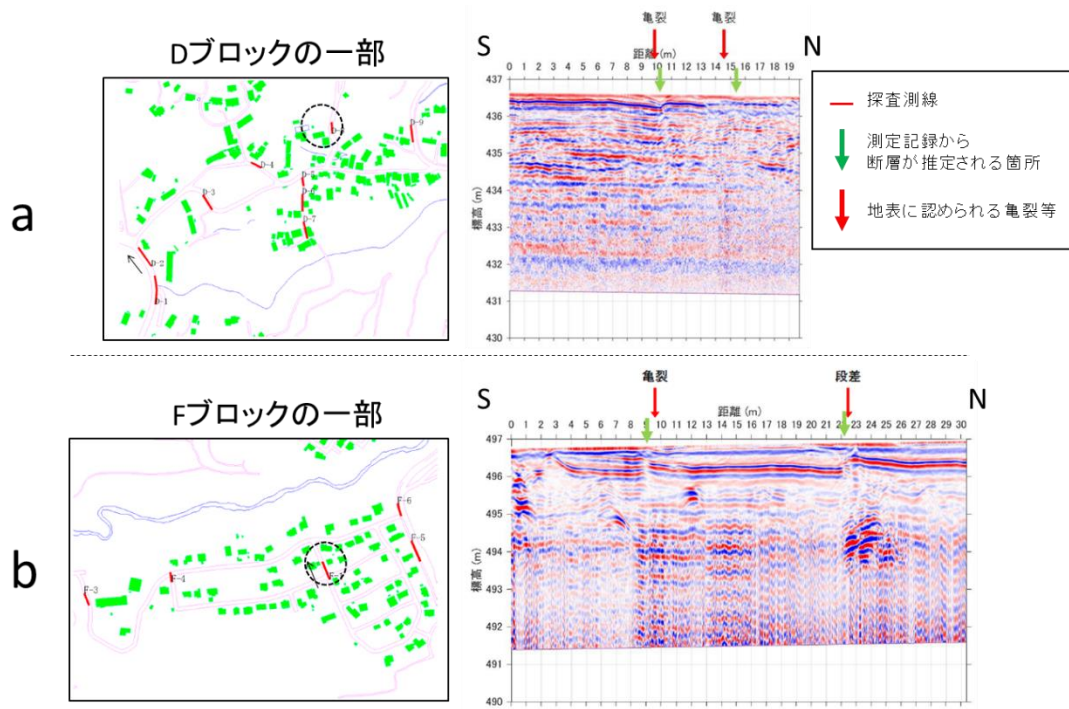 Dブロックの一部
D-8
D-9
D-4
D-5
D-3
D-6
D-7
D-2
D-1
a
亀裂
亀裂
S
N
距離 (m)
0 1 2 3 4 5 6 7 8 9 10 11 12 13 14 15 16 17 18 19
437
436
435
434
433
432
431
430
標高 (m)
探査測線
測定記録から
断層が推定される箇所
地表に認められる亀裂等
Fブロックの一部
F-6
F-5
F-4
F-3
b
亀裂
段差
S
N
距離 (m)
0 1 2 3 4 5 6 7 8 9 10 11 12 13 14 15 16 17 18 19 20 21 22 23 24 25 26 27 28 29 30
497
496
495
494
493
492
491
490
標高 (m)